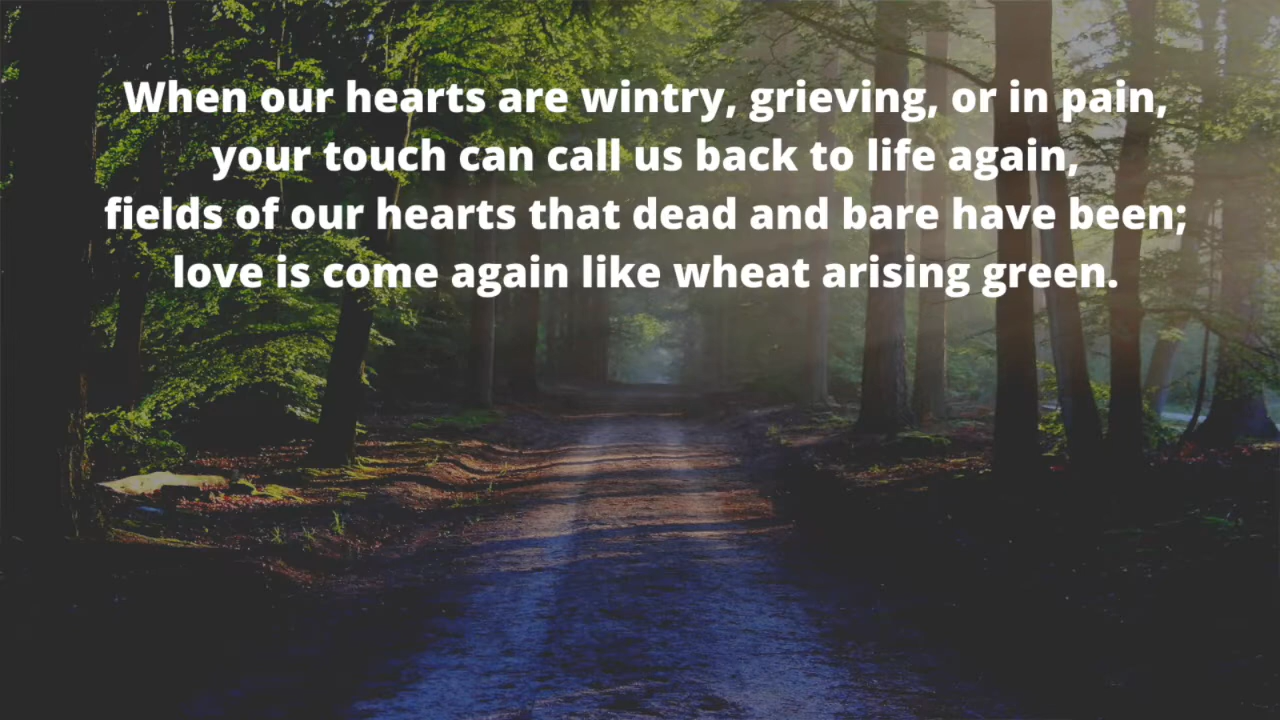 When our hearts are wintry, grieving, or in pain,
your touch can call us back to life again,
fields of our hearts that dead and bare have been;
love is come again like wheat arising green.